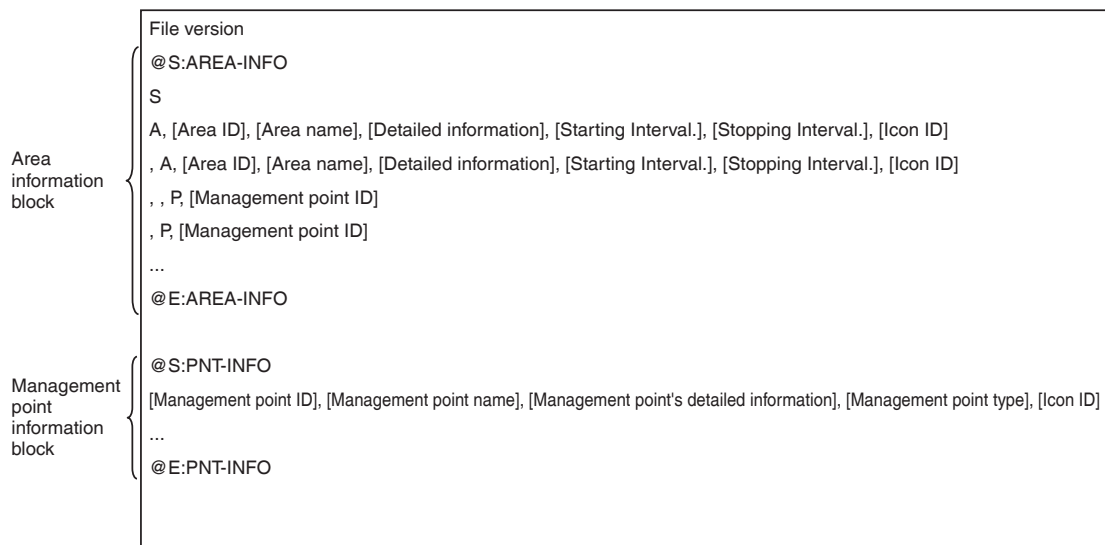 File version
@S:AREA-INFO
S
A, [Area ID], [Area name], [Detailed information], [Starting Interval.], [Stopping Interval.], [Icon ID]
, A, [Area ID], [Area name], [Detailed information], [Starting Interval.], [Stopping Interval.], [Icon ID]
, , P, [Management point ID]
, P, [Management point ID]
...
@E:AREA-INFO
Area
information
block
@S:PNT-INFO
[Management point ID], [Management point name], [Management point's detailed information], [Management point type], [Icon ID]
...
@E:PNT-INFO
Management
point
information
block